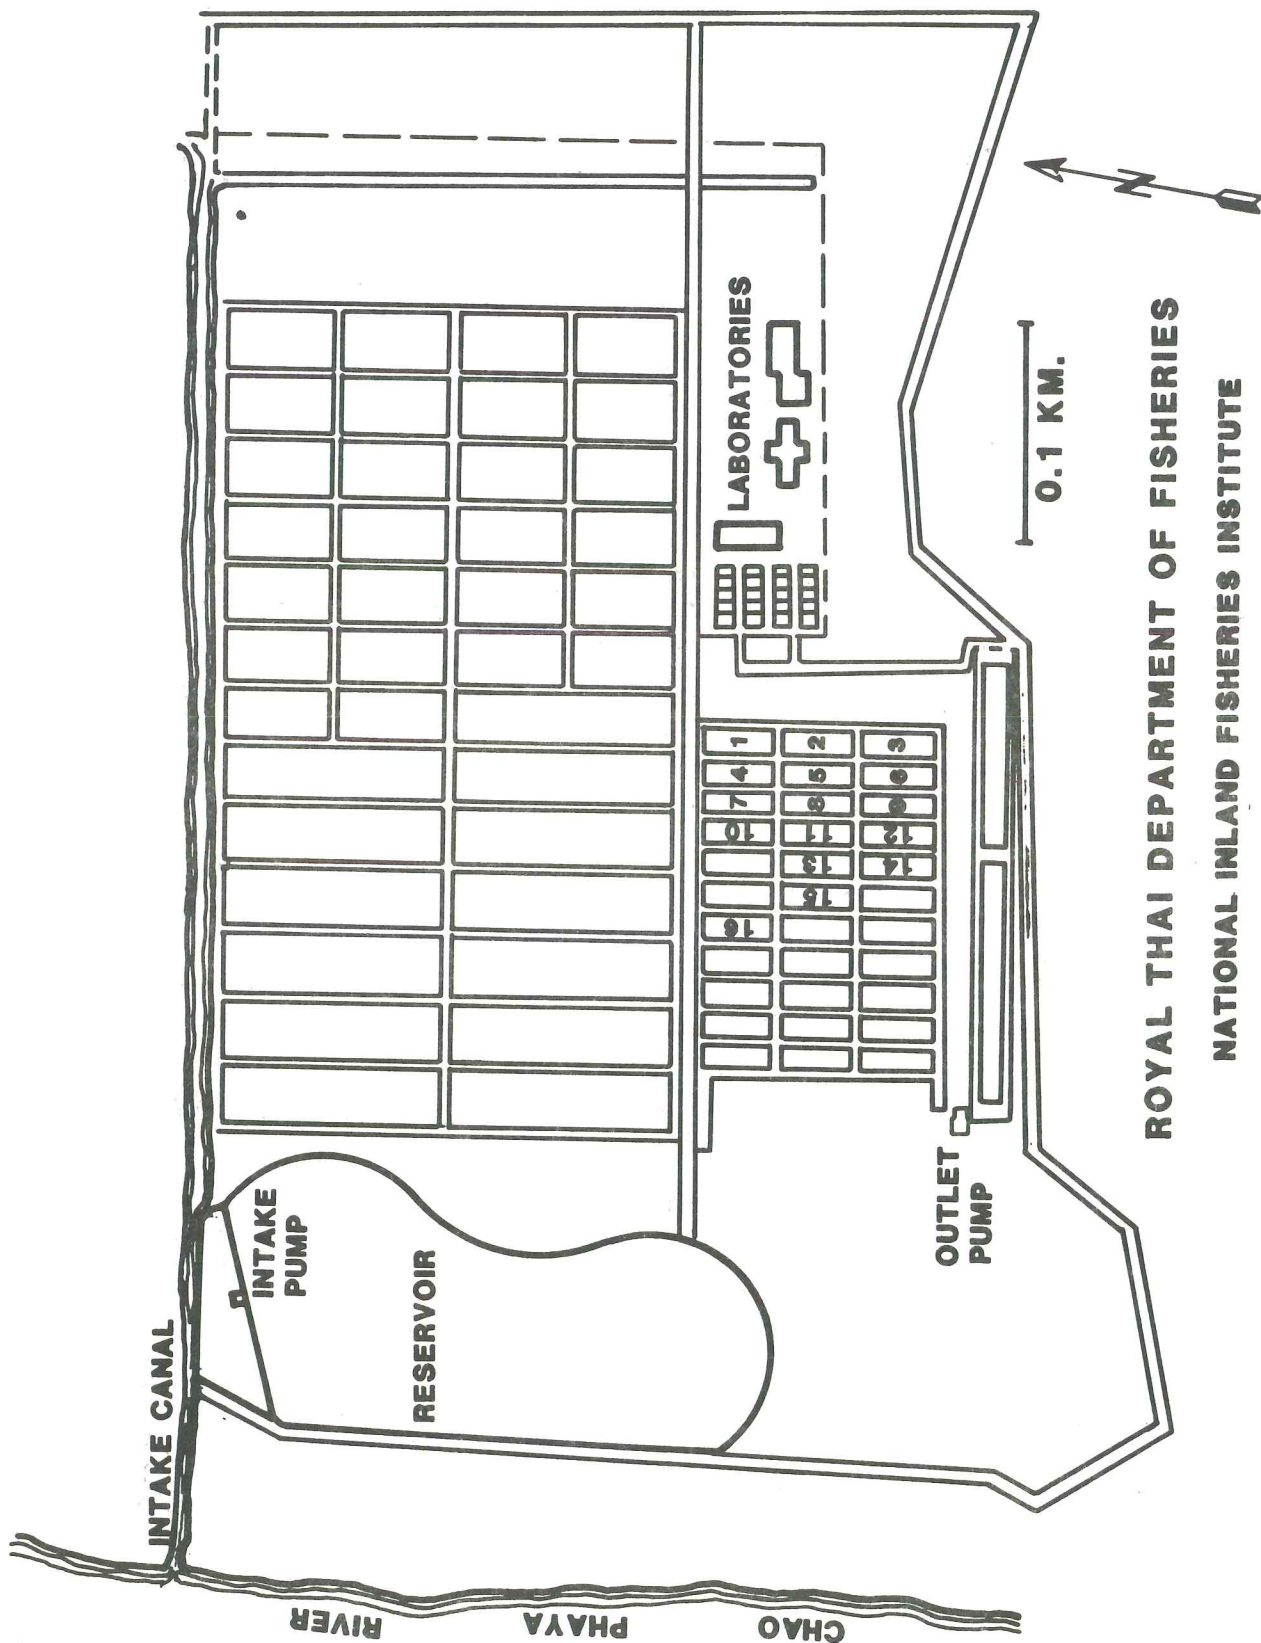 INTAKE CANAL
INTAKE
PUMP
RESERVOIR
RIVER
PHAYA
CHAO
LABORATORIES
1
2
3
4
5
6
7
8
9
10
11
12
13
14
15
16
OUTLET
PUMP
N
0.1 KM.
ROYAL THAI DEPARTMENT OF FISHERIES
NATIONAL INLAND FISHERIES INSTITUTE